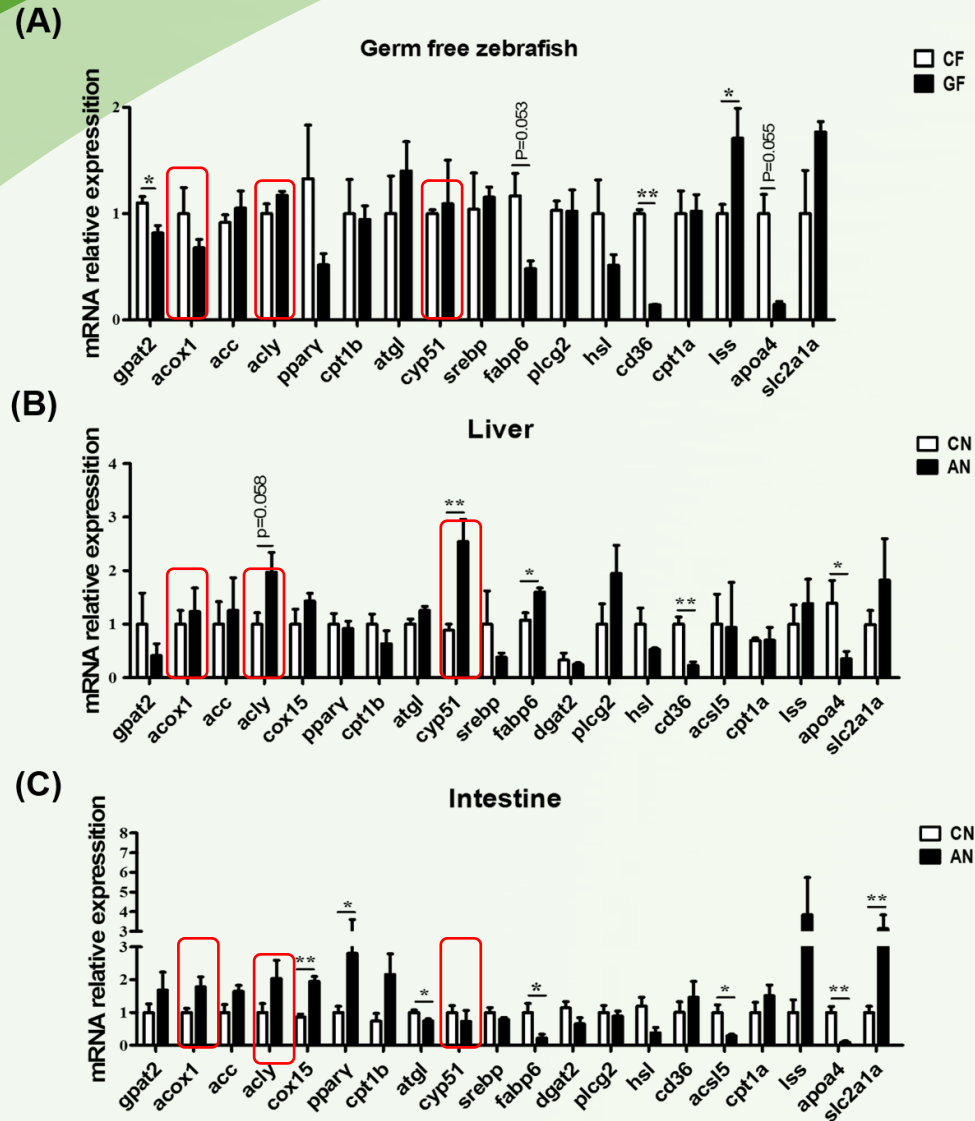 (A)
Germ free zebrafish
CF
GF
mRNA relative expressition
2
1
0
*
P=0.053
**
*
P=0.055
gpat2
acox1
acc
acly
pparγ
cpt1b
atgl
cyp51
srebp
fabp6
plcg2
hsl
cd36
cpt1a
lss
apoa4
slc2a1a
(B)
Liver
CN
AN
mRNA relative expressition
4
3
2
1
0
p=0.058
**
*
**
*
gpat2
acox1
acc
acly
cox15
pparγ
cpt1b
atgl
cyp51
srebp
fabp6
dgat2
plcg2
hsl
cd36
acsl5
cpt1a
lss
apoa4
slc2a1a
(C)
Intestine
CN
AN
mRNA relative expressition
8
7
6
5
4
3
3
2
1
0
**
*
*
*
*
**
**
gpat2
acox1
acc
acly
cox15
pparγ
cpt1b
atgl
cyp51
srebp
fabp6
dgat2
plcg2
hsl
cd36
acsl5
cpt1a
lss
apoa4
slc2a1a